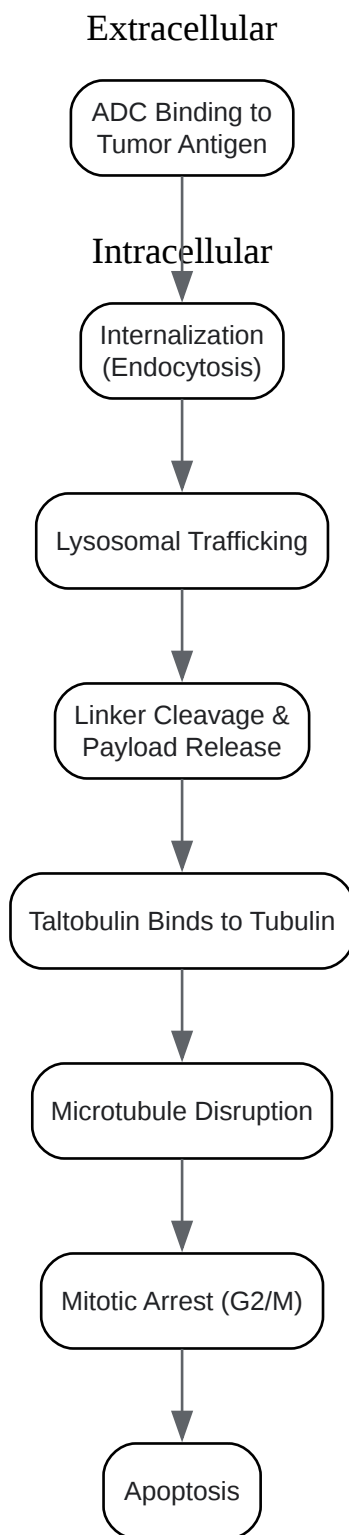 Extracellular
ADC Binding to
Tumor Antigen
Intracellular
Internalization
(Endocytosis)
Lysosomal Trafficking
Linker Cleavage &
Payload Release
Taltobulin Binds to Tubulin
Microtubule Disruption
Mitotic Arrest (G2/M)
Apoptosis